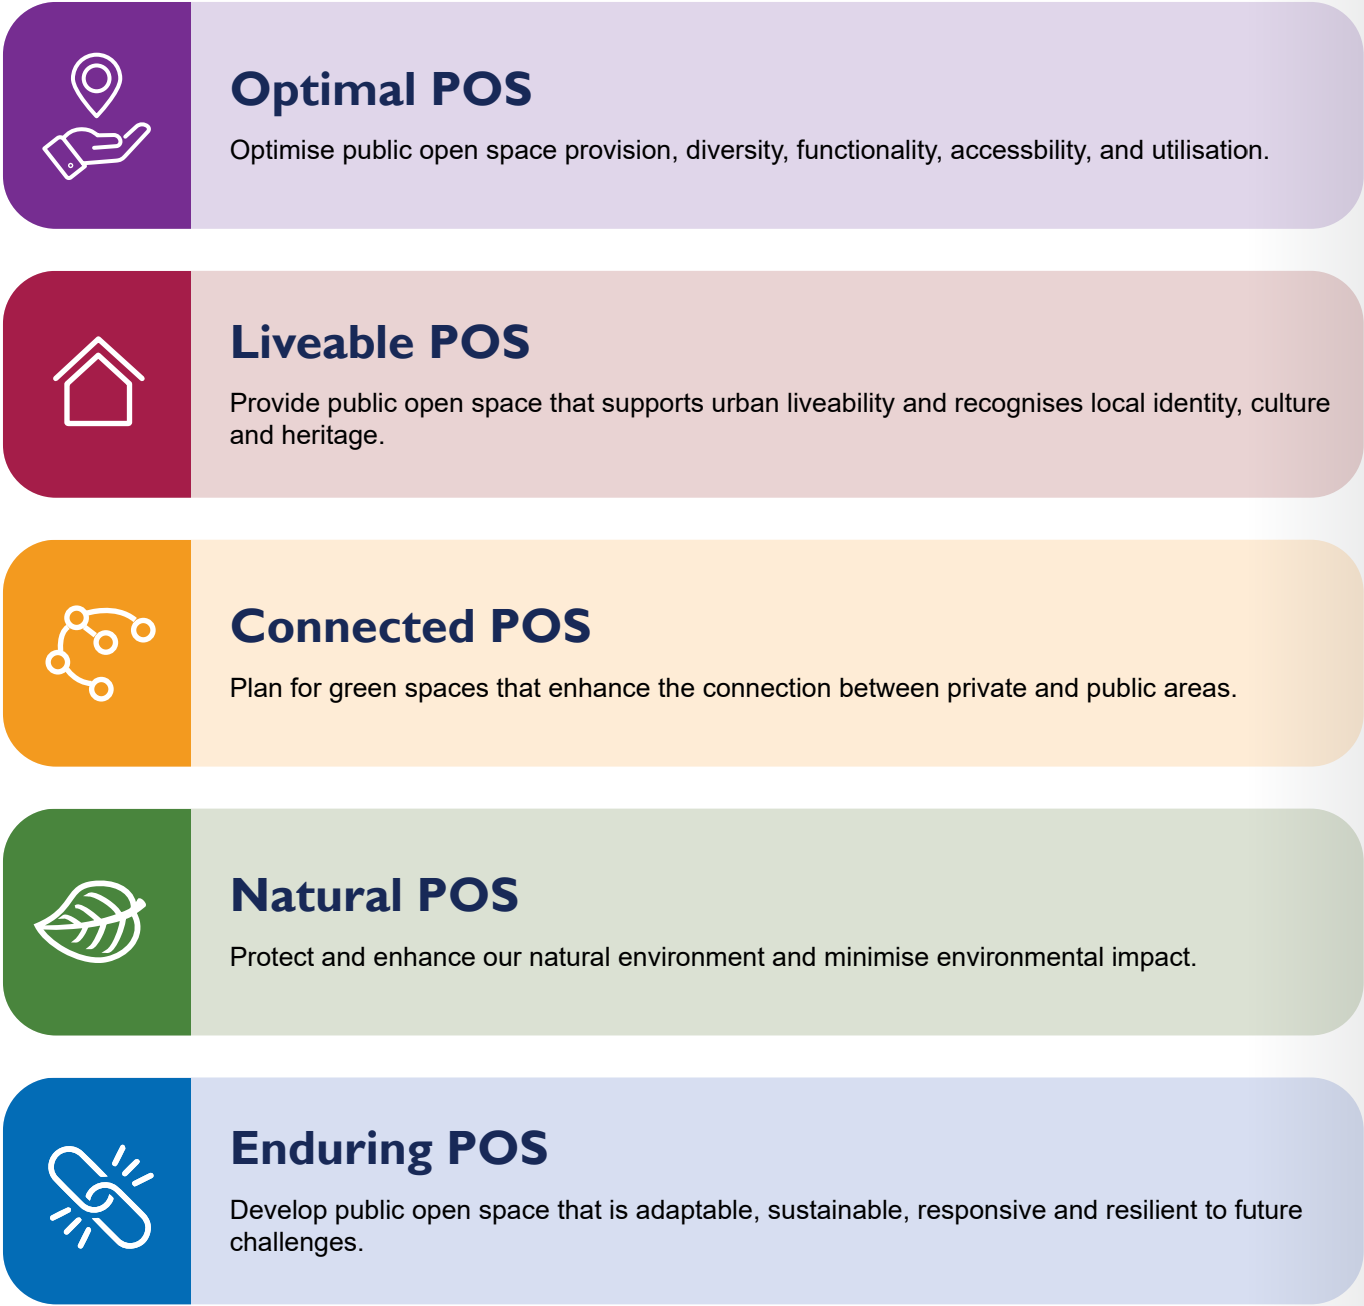 Optimal POS
Optimise public open space provision, diversity, functionality, accessbility, and utilisation.
Liveable POS
Provide public open space that supports urban liveability and recognises local identity, culture
and heritage.
Connected POS
Plan for green spaces that enhance the connection between private and public areas.
Natural POS
Protect and enhance our natural environment and minimise environmental impact.
Enduring POS
Develop public open space that is adaptable, sustainable, responsive and resilient to future
challenges.